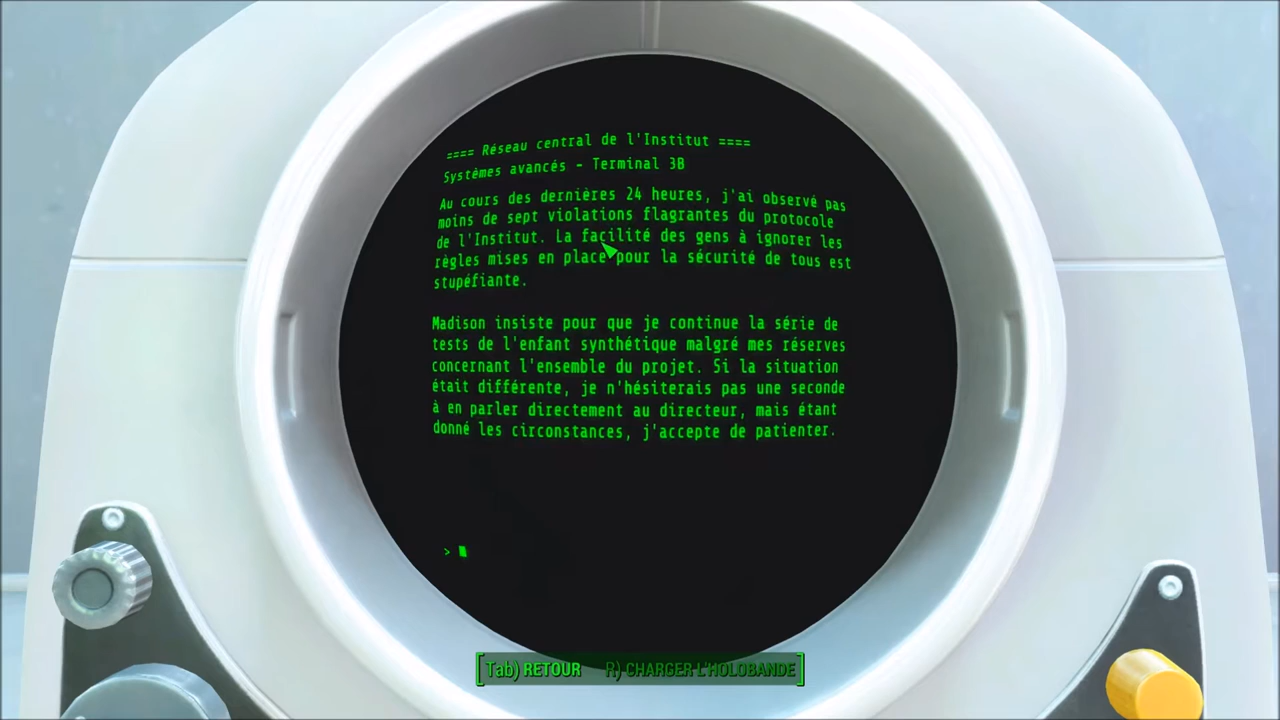 ==== Réseau central de l'Institut ====
Systèmes avancés - Terminal 3B
Au cours des dernières 24 heures, j'ai observé pas
moins de sept violations flagrantes du protocole
de l'Institut. La facilité des gens à ignorer les
règles mises en place pour la sécurité de tous est
stupéfiante.
Madison insiste pour que je continue la série de
tests de l'enfant synthétique malgré mes réserves
concernant l'ensemble du projet. Si la situation
était différente, je n'hésiterais pas une seconde
à en parler directement au directeur, mais étant
donné les circonstances, j'accepte de patienter.
>
Tab) RETOUR R) CHARGER L'HOLOBANDE